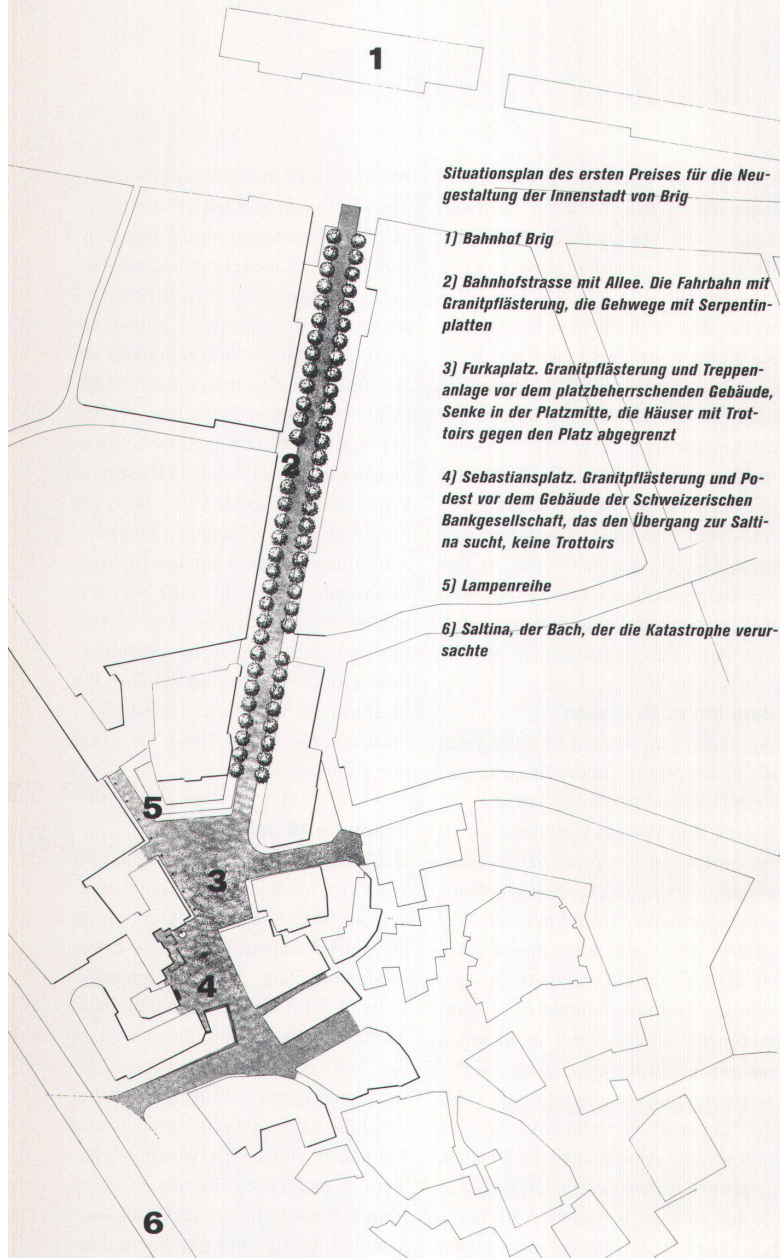 1
Situationsplan des ersten Preises für die Neu-
gestaltung der Innenstadt von Brig
1) Bahnhof Brig
2) Bahnhofstrasse mit Allee. Die Fahrbahn mit
Granitpflästerung, die Gehwege mit Serpentin-
platten
3) Furkaplatz. Granitpflästerung und Treppen-
anlage vor dem platzbeherrschenden Gebäude,
Senke in der Platzmitte, die Häuser mit Trot-
toirs gegen den Platz abgegrenzt
4) Sebastiansplatz. Granitpflästerung und Po-
dest vor dem Gebäude der Schweizerischen
Bankgesellschaft, das den Übergang zur Salti-
na sucht, keine Trottoirs
5) Lampenreihe
6) Saltina, der Bach, der die Katastrophe verur-
sachte
2
5
3
4
6